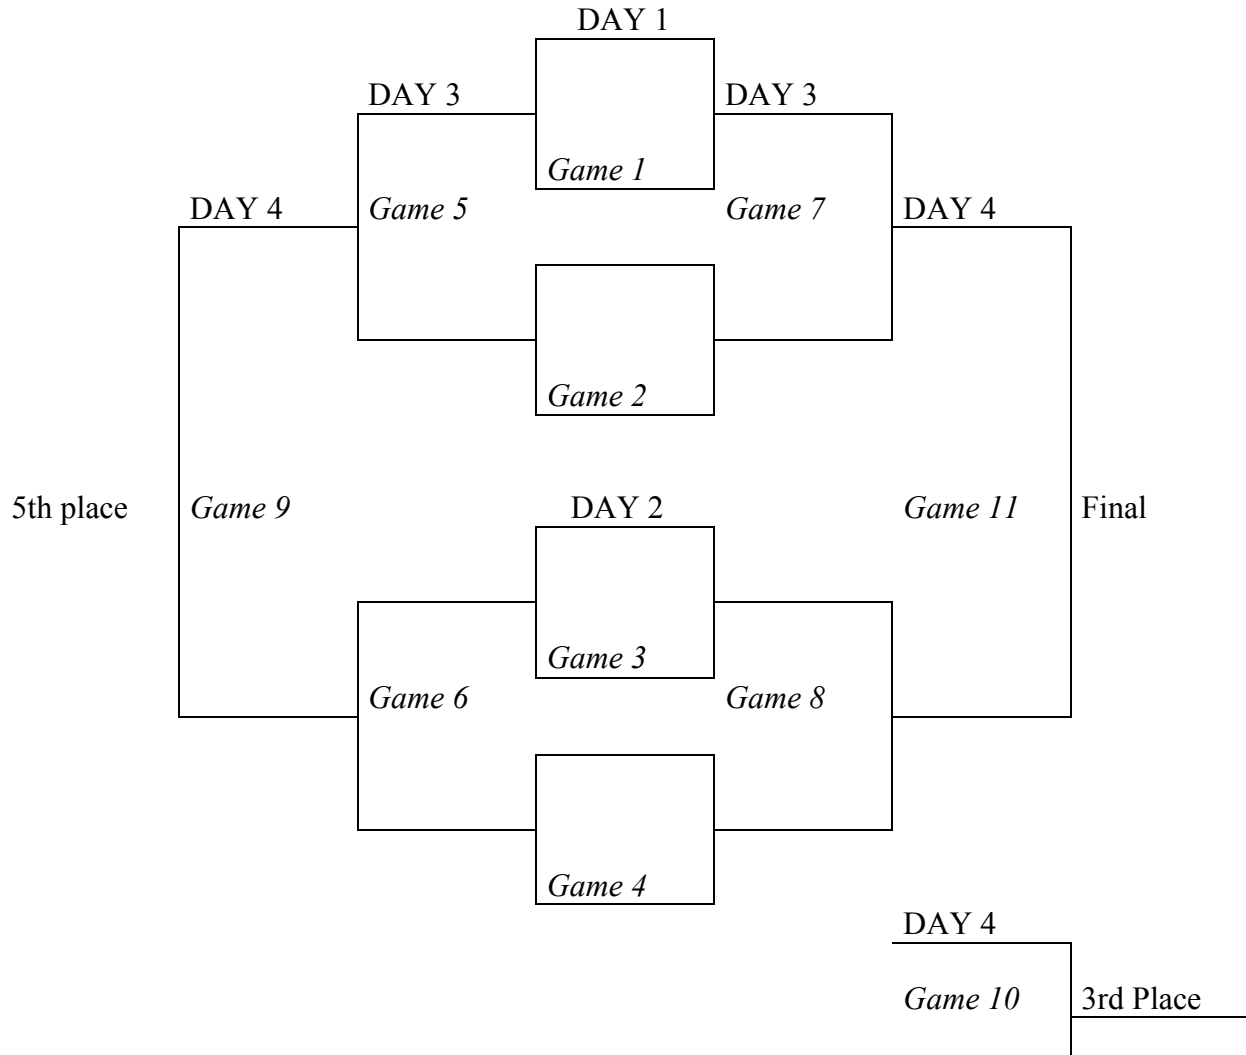 DAY 1
DAY 3
DAY 3
Game 1
DAY 4
Game 5
Game 7
DAY 4
Game 2
5th place
Game 9
DAY 2
Game 11
Final
Game 3
Game 6
Game 8
Game 4
DAY 4
Game 10
3rd Place